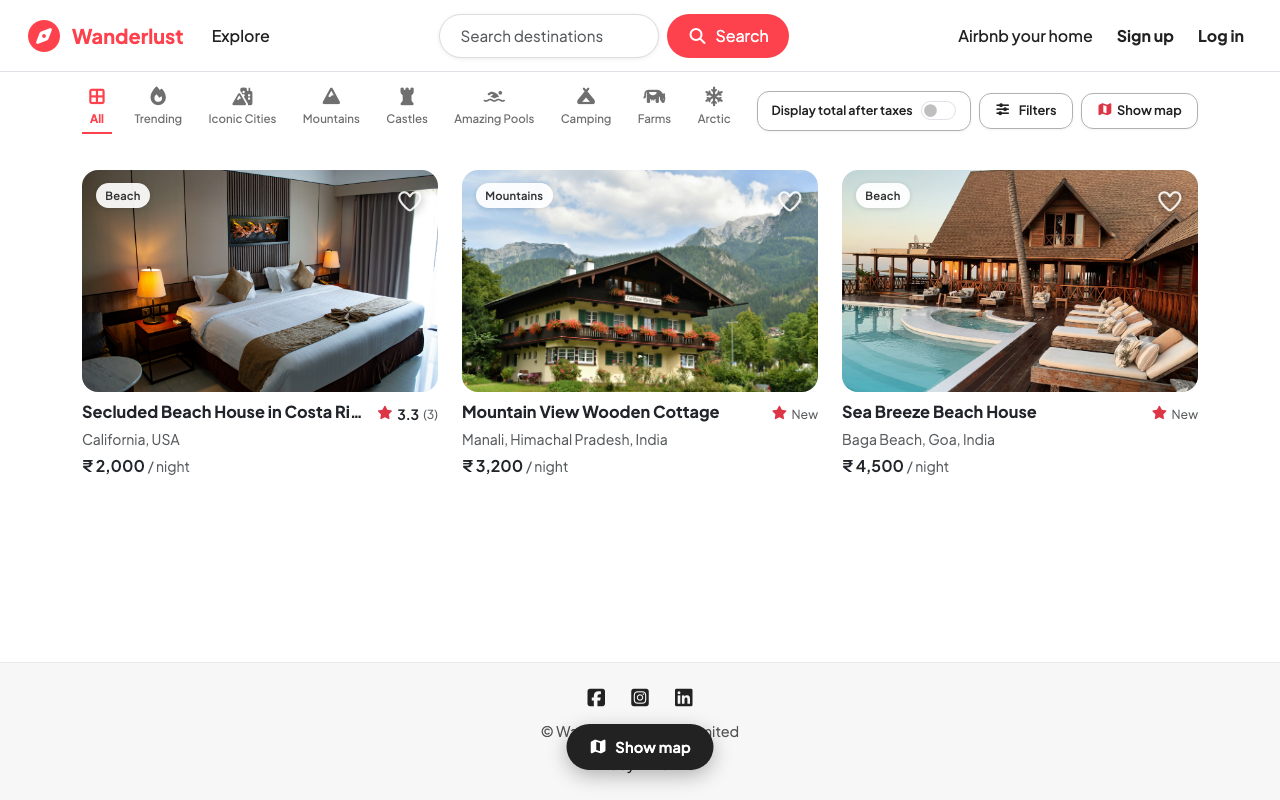 Wanderlust
Explore
Search destinations
Search
Airbnb your home
Sign up
Log in
All
Trending
Iconic Cities
Mountains
Castles
Amazing Pools
Camping
Farms
Arctic
Display total after taxes
Filters
Show map
Beach
Mountains
Beach
Secluded Beach House in Costa Ri...
3.3 (3)
California, USA
₹ 2,000 / night
Mountain View Wooden Cottage
New
Manali, Himachal Pradesh, India
₹ 3,200 / night
Sea Breeze Beach House
New
Baga Beach, Goa, India
₹ 4,500 / night
Show map